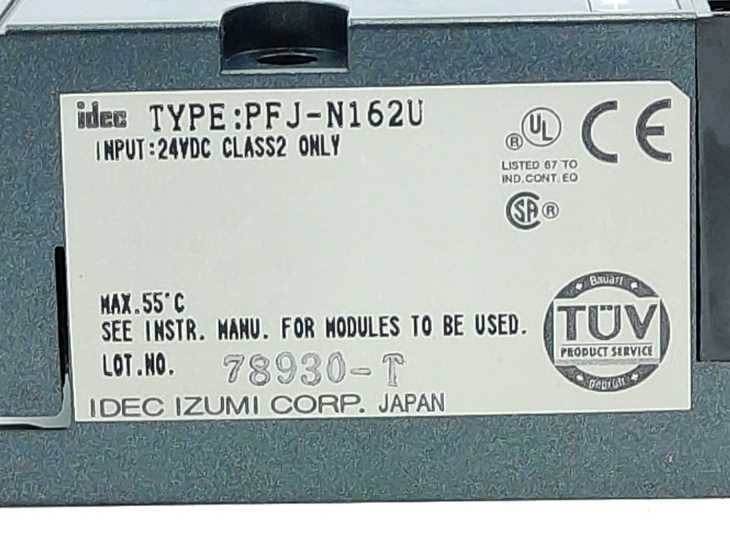 idec TYPE:PFJ-N162U
INPUT:24VDC CLASS2 ONLY
® UL CE
LISTED 67 TO
IND.CONT.EQ
SA ®
MAX.55°C
SEE INSTR. MANU. FOR MODULES TO BE USED.
LOT.NO. 78930-T
IDEC IZUMI CORP. JAPAN
Bauart
TÜV
PRODUCT SERVICE
geprüft